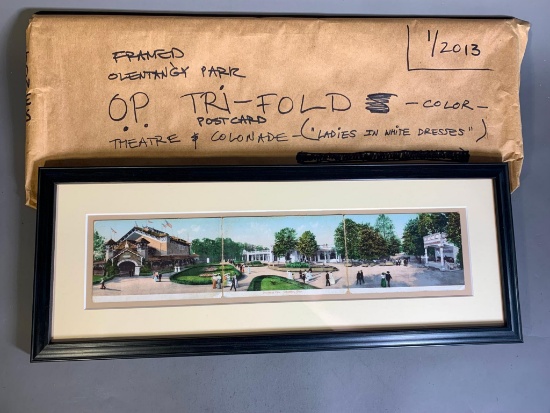 FRAMED
OLENTANGY PARK
1/2013
O.P. TRI-FOLD - COLOR -
POSTCARD
THEATRE & COLONADE - ("LADIES IN WHITE DRESSES")